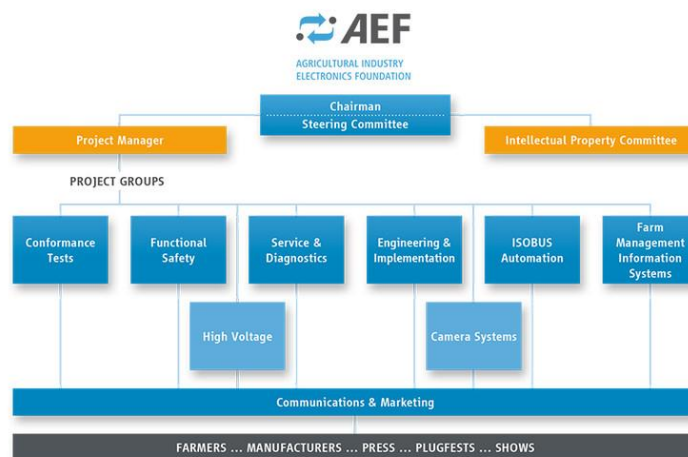 AEF
AGRICULTURAL INDUSTRY
ELECTRONICS FOUNDATION
Chairman
Steering Committee
Project Manager
Intellectual Property Committee
PROJECT GROUPS
Conformance
Tests
Functional
Safety
Service &
Diagnostics
Engineering &
Implementation
ISOBUS
Automation
Farm
Management
Information
Systems
High Voltage
Camera Systems
Communications & Marketing
FARMERS ... MANUFACTURERS ... PRESS ... PLUGFESTS ... SHOWS